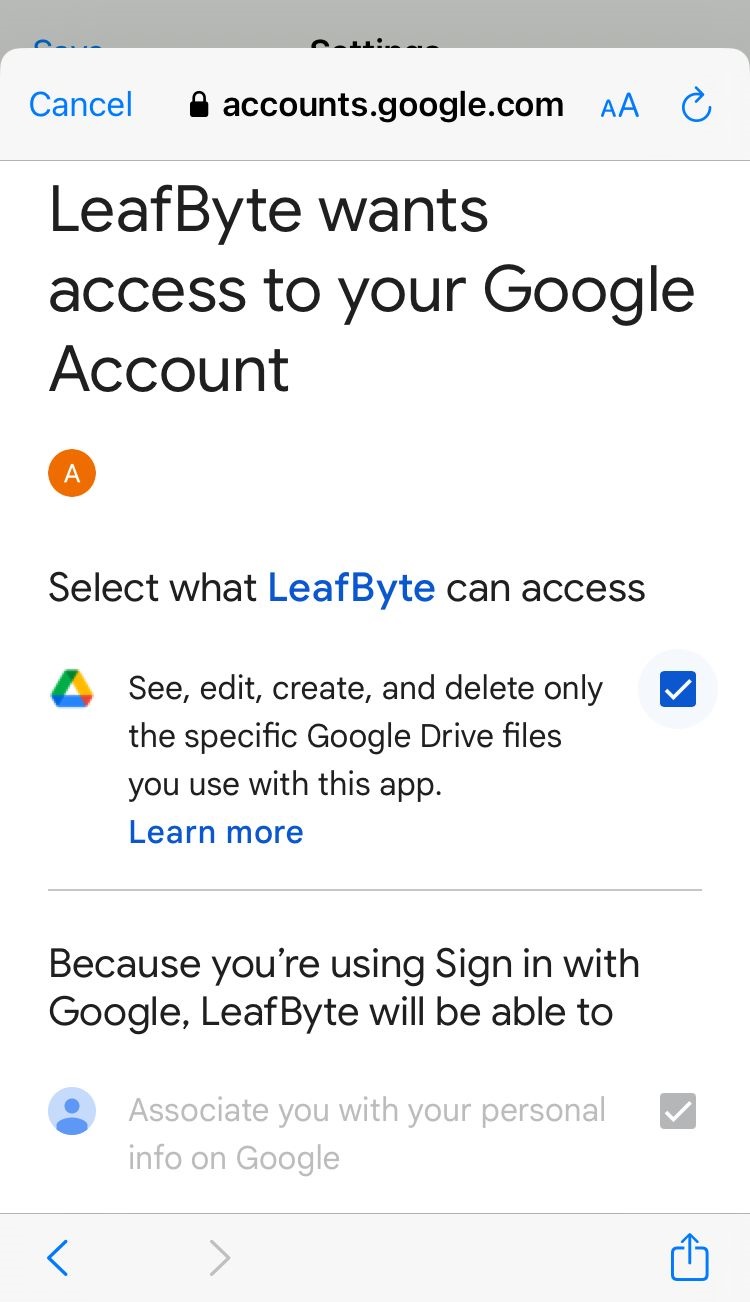 Save Settings
Cancel accounts.google.com AA
LeafByte wants
access to your Google
Account
A
Select what LeafByte can access
See, edit, create, and delete only
the specific Google Drive files
you use with this app.
Learn more
Because you’re using Sign in with
Google, LeafByte will be able to
Associate you with your personal
info on Google